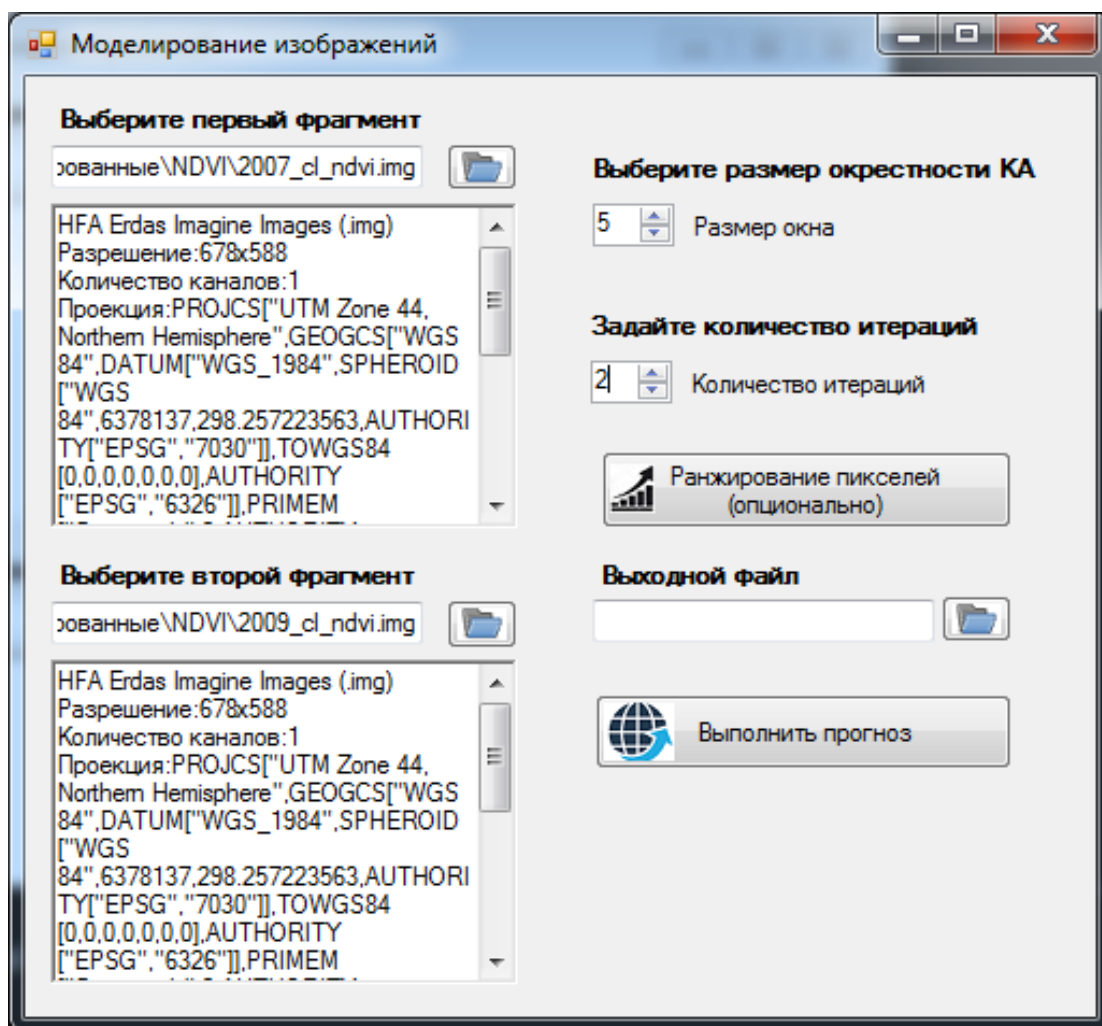 Моделирование изображений
Выберите первый фрагмент
рованные\NDVI\2007_cl_ndvi.img
HFA Erdas Imagine Images (.img)
Разрешение:678x588
Количество каналов:1
Проекция:PROJCS["UTM Zone 44,
Northern Hemisphere",GEOGCS["WGS
84",DATUM["WGS_1984",SPHEROID
["WGS
84",6378137,298.257223563,AUTHORI
TY["EPSG","7030"]],TOWGS84
[0,0,0,0,0,0,0],AUTHORITY
["EPSG","6326"]],PRIMEM
Выберите второй фрагмент
рованные\NDVI\2009_cl_ndvi.img
HFA Erdas Imagine Images (.img)
Разрешение:678x588
Количество каналов:1
Проекция:PROJCS["UTM Zone 44,
Northern Hemisphere",GEOGCS["WGS
84",DATUM["WGS_1984",SPHEROID
["WGS
84",6378137,298.257223563,AUTHORI
TY["EPSG","7030"]],TOWGS84
[0,0,0,0,0,0,0],AUTHORITY
["EPSG","6326"]],PRIMEM
Выберите размер окрестности КА
5 Размер окна
Задайте количество итераций
2 Количество итераций
Ранжирование пикселей
(опционально)
Выходной файл
Выполнить прогноз